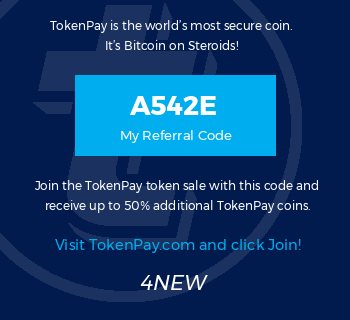 TokenPay is the world's most secure coin.
It's Bitcoin on Steroids!
A542E
My Referral Code
Join the TokenPay token sale with this code and
receive up to 50% additional TokenPay coins.
Visit TokenPay.com and click Join!
4NEW